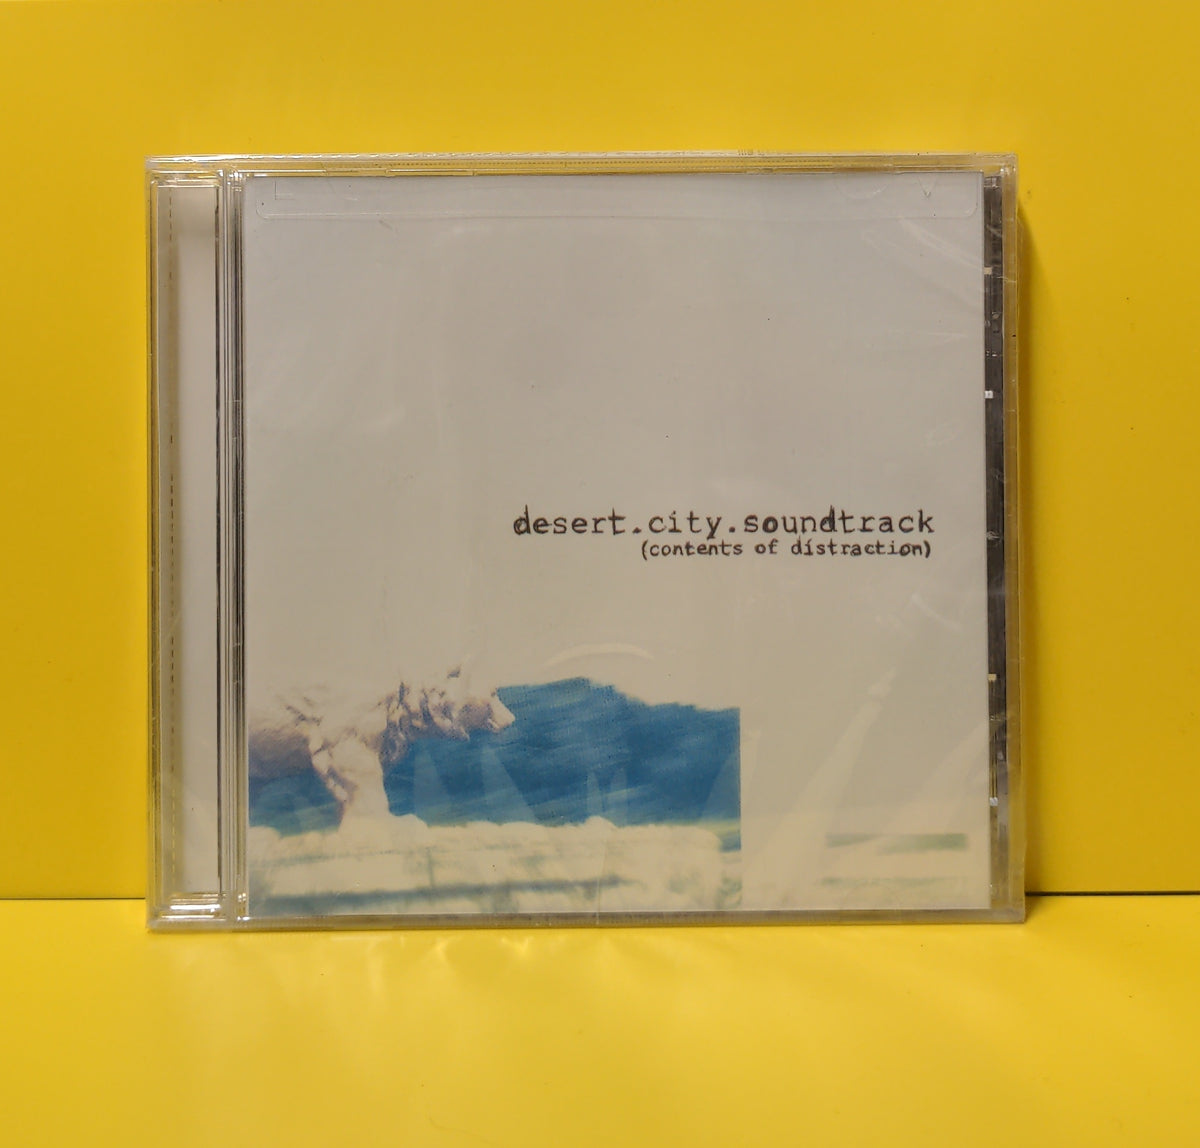 desert.city.soundtrack
(contents of distraction)